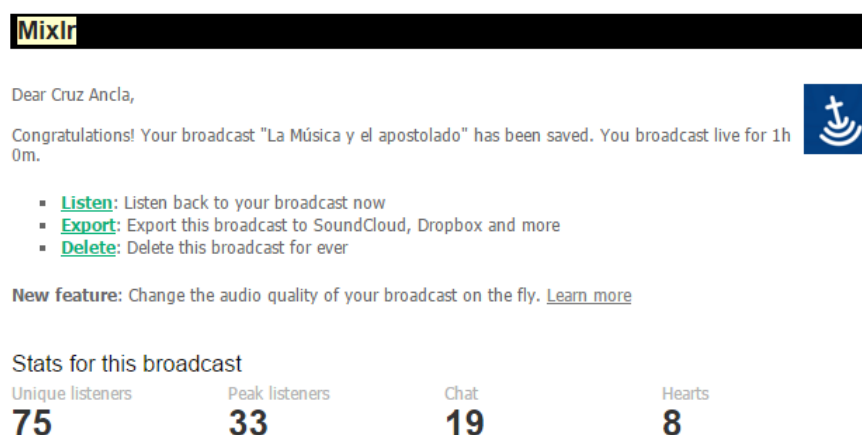 Mixlr
Dear Cruz Ancla,
Congratulations! Your broadcast "La Música y el apostolado" has been saved. You broadcast live for 1h
0m.
Listen: Listen back to your broadcast now
Export: Export this broadcast to SoundCloud, Dropbox and more
Delete: Delete this broadcast for ever
New feature: Change the audio quality of your broadcast on the fly. Learn more
Stats for this broadcast
Unique listeners Peak listeners Chat Hearts
75 33 19 8